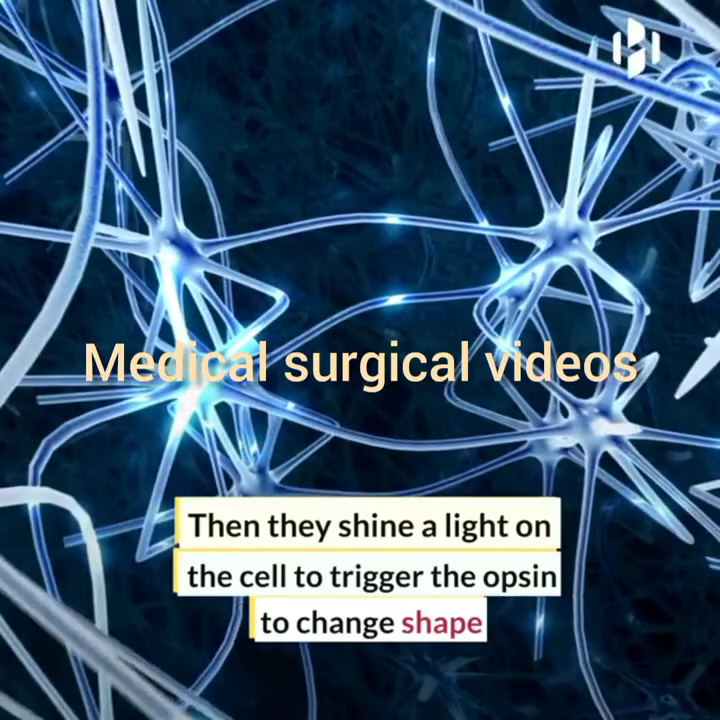 Medical surgical videos
Then they shine a light on
the cell to trigger the opsin
to change shape